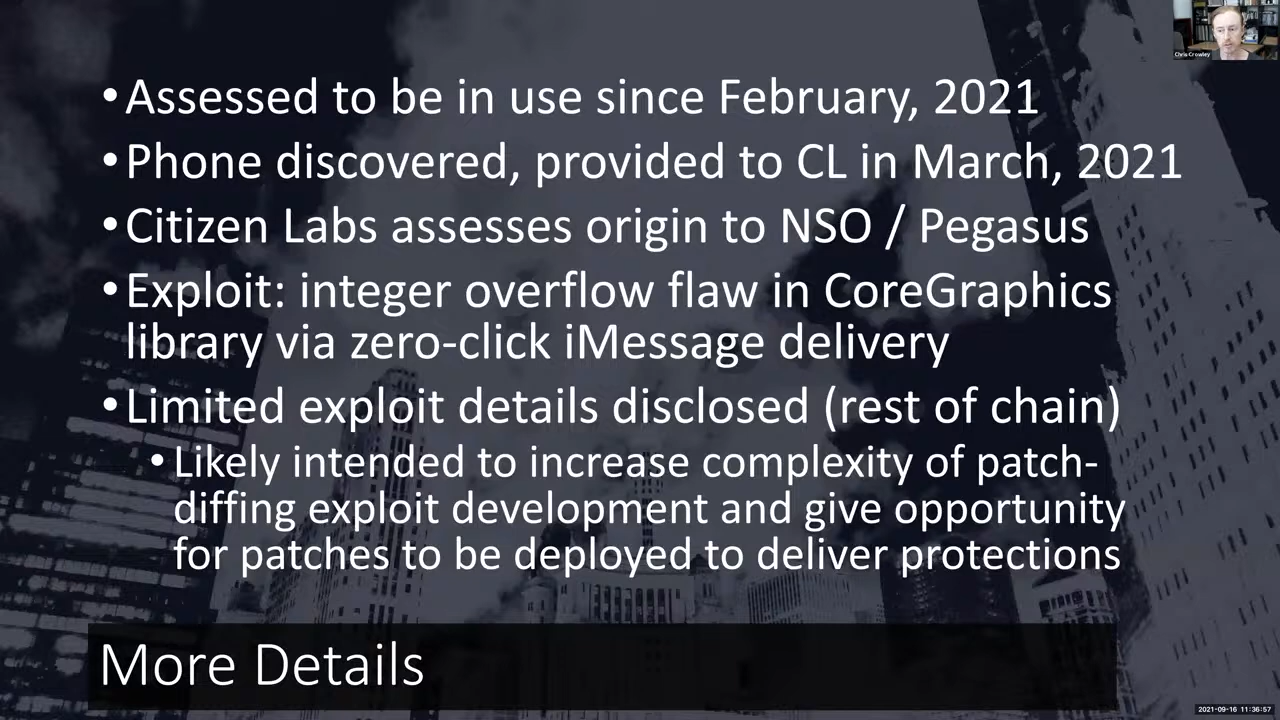 Chris Crowley
•Assessed to be in use since February, 2021
•Phone discovered, provided to CL in March, 2021
•Citizen Labs assesses origin to NSO / Pegasus
•Exploit: integer overflow flaw in CoreGraphics
library via zero-click iMessage delivery
•Limited exploit details disclosed (rest of chain)
•Likely intended to increase complexity of patch-
diffing exploit development and give opportunity
for patches to be deployed to deliver protections
More Details
2021-09-16 11:36:57